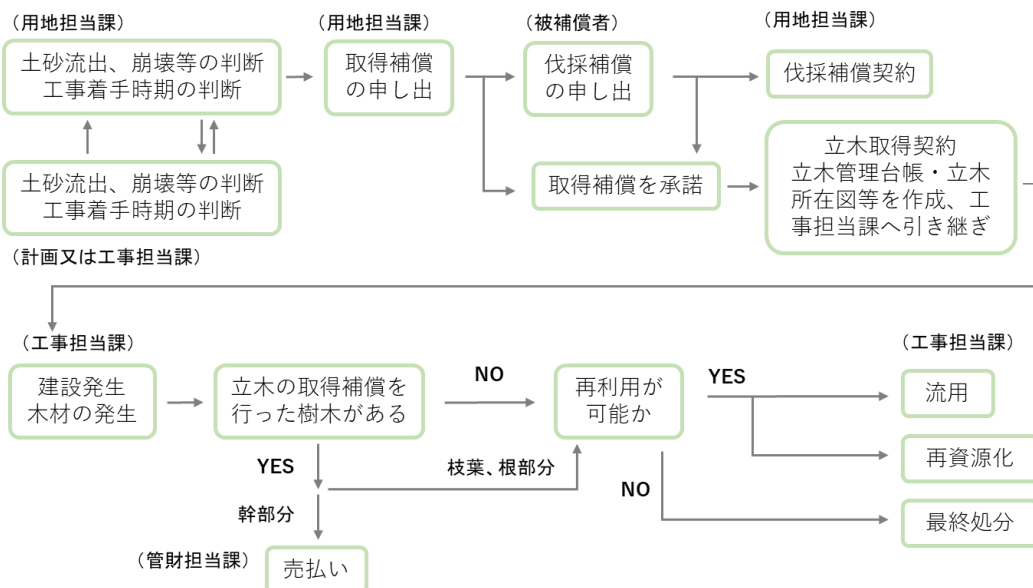 （用地担当課）
土砂流出、崩壊等の判断
工事着手時期の判断
土砂流出、崩壊等の判断
工事着手時期の判断
（計画又は工事担当課）
（用地担当課）
取得補償
の申し出
（被補償者）
伐採補償
の申し出
取得補償を承諾
（用地担当課）
伐採補償契約
立木取得契約
立木管理台帳・立木
所在図等を作成、工
事担当課へ引き継ぎ
（工事担当課）
建設発生
木材の発生
立木の取得補償を
行った樹木がある
NO
YES
枝葉、根部分
幹部分
（管財担当課）
売払い
再利用が
可能か
YES
NO
（工事担当課）
流用
再資源化
最終処分